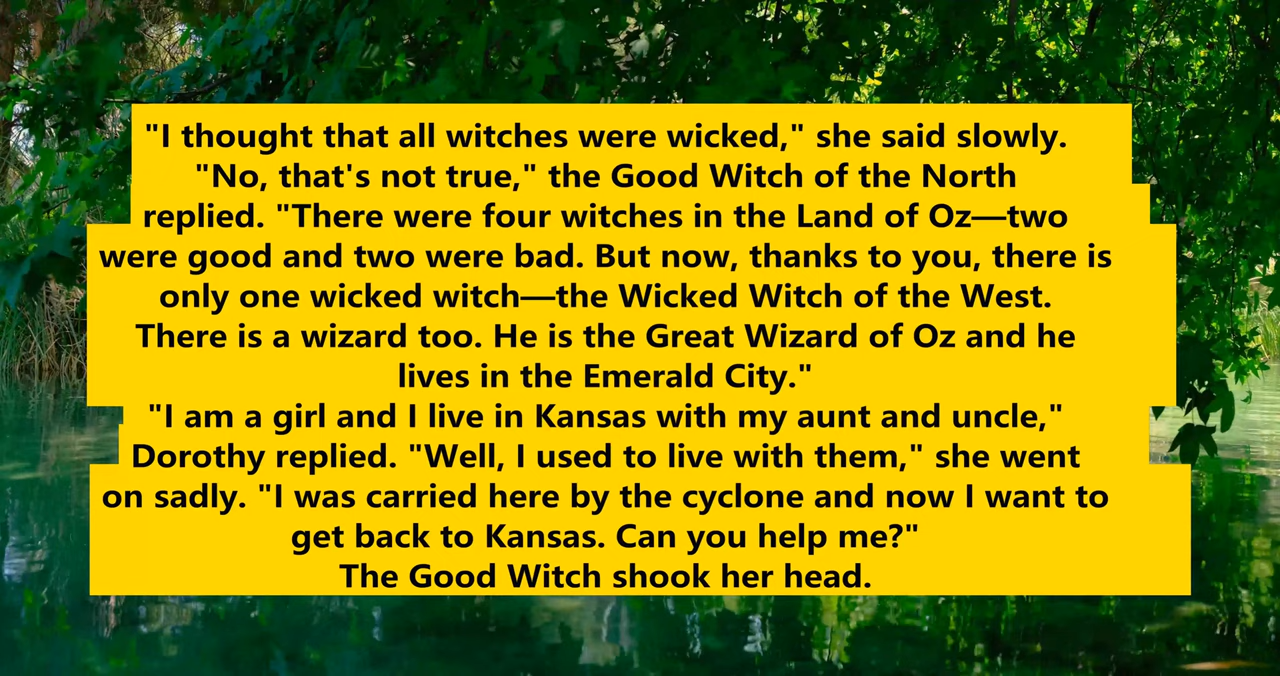 "I thought that all witches were wicked," she said slowly.
"No, that's not true," the Good Witch of the North
replied. "There were four witches in the Land of Oz—two
were good and two were bad. But now, thanks to you, there is
only one wicked witch—the Wicked Witch of the West.
There is a wizard too. He is the Great Wizard of Oz and he
lives in the Emerald City."
"I am a girl and I live in Kansas with my aunt and uncle,"
Dorothy replied. "Well, I used to live with them," she went
on sadly. "I was carried here by the cyclone and now I want to
get back to Kansas. Can you help me?"
The Good Witch shook her head.